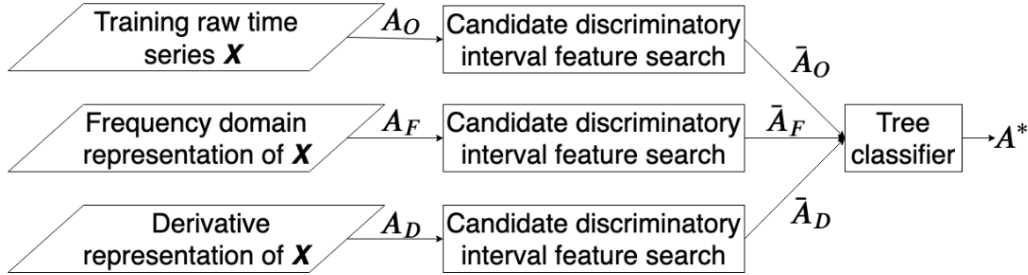 Training raw time
series X
A_O
Candidate discriminatory
interval feature search
Ā_O
Frequency domain
representation of X
A_F
Candidate discriminatory
interval feature search
Ā_F
Tree
classifier
A*
Derivative
representation of X
A_D
Candidate discriminatory
interval feature search
Ā_D